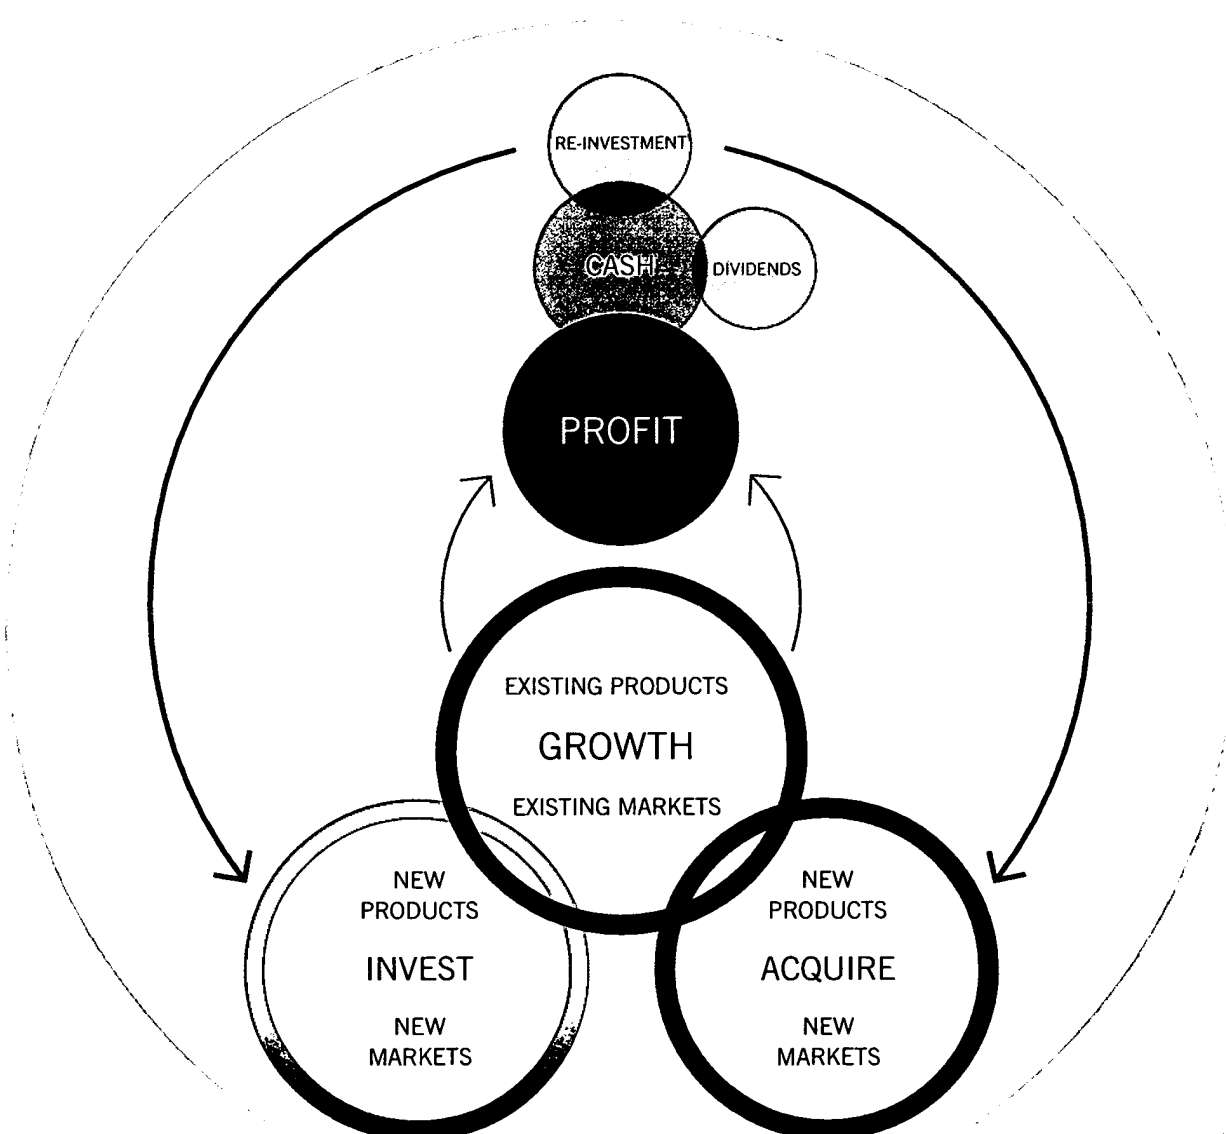 RE-INVESTMENT
CASH
DIVIDENDS
PROFIT
EXISTING PRODUCTS
GROWTH
EXISTING MARKETS
NEW
PRODUCTS
INVEST
NEW
MARKETS
NEW
PRODUCTS
ACQUIRE
NEW
MARKETS